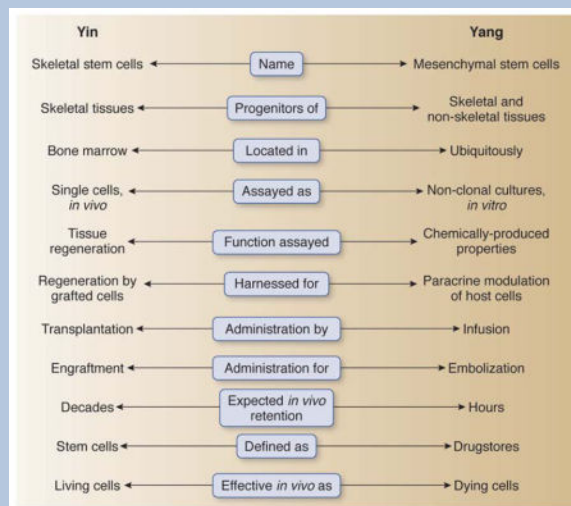 Yin
Yang
Skeletal stem cells
Name
Mesenchymal stem cells
Skeletal tissues
Progenitors of
Skeletal and
non-skeletal tissues
Bone marrow
Located in
Ubiquitously
Single cells,
in vivo
Assayed as
Non-clonal cultures,
in vitro
Tissue
regeneration
Function assayed
Chemically-produced
properties
Regeneration by
grafted cells
Harnessed for
Paracrine modulation
of host cells
Transplantation
Administration by
Infusion
Engraftment
Administration for
Embolization
Decades
Expected in vivo
retention
Hours
Stem cells
Defined as
Drugstores
Living cells
Effective in vivo as
Dying cells